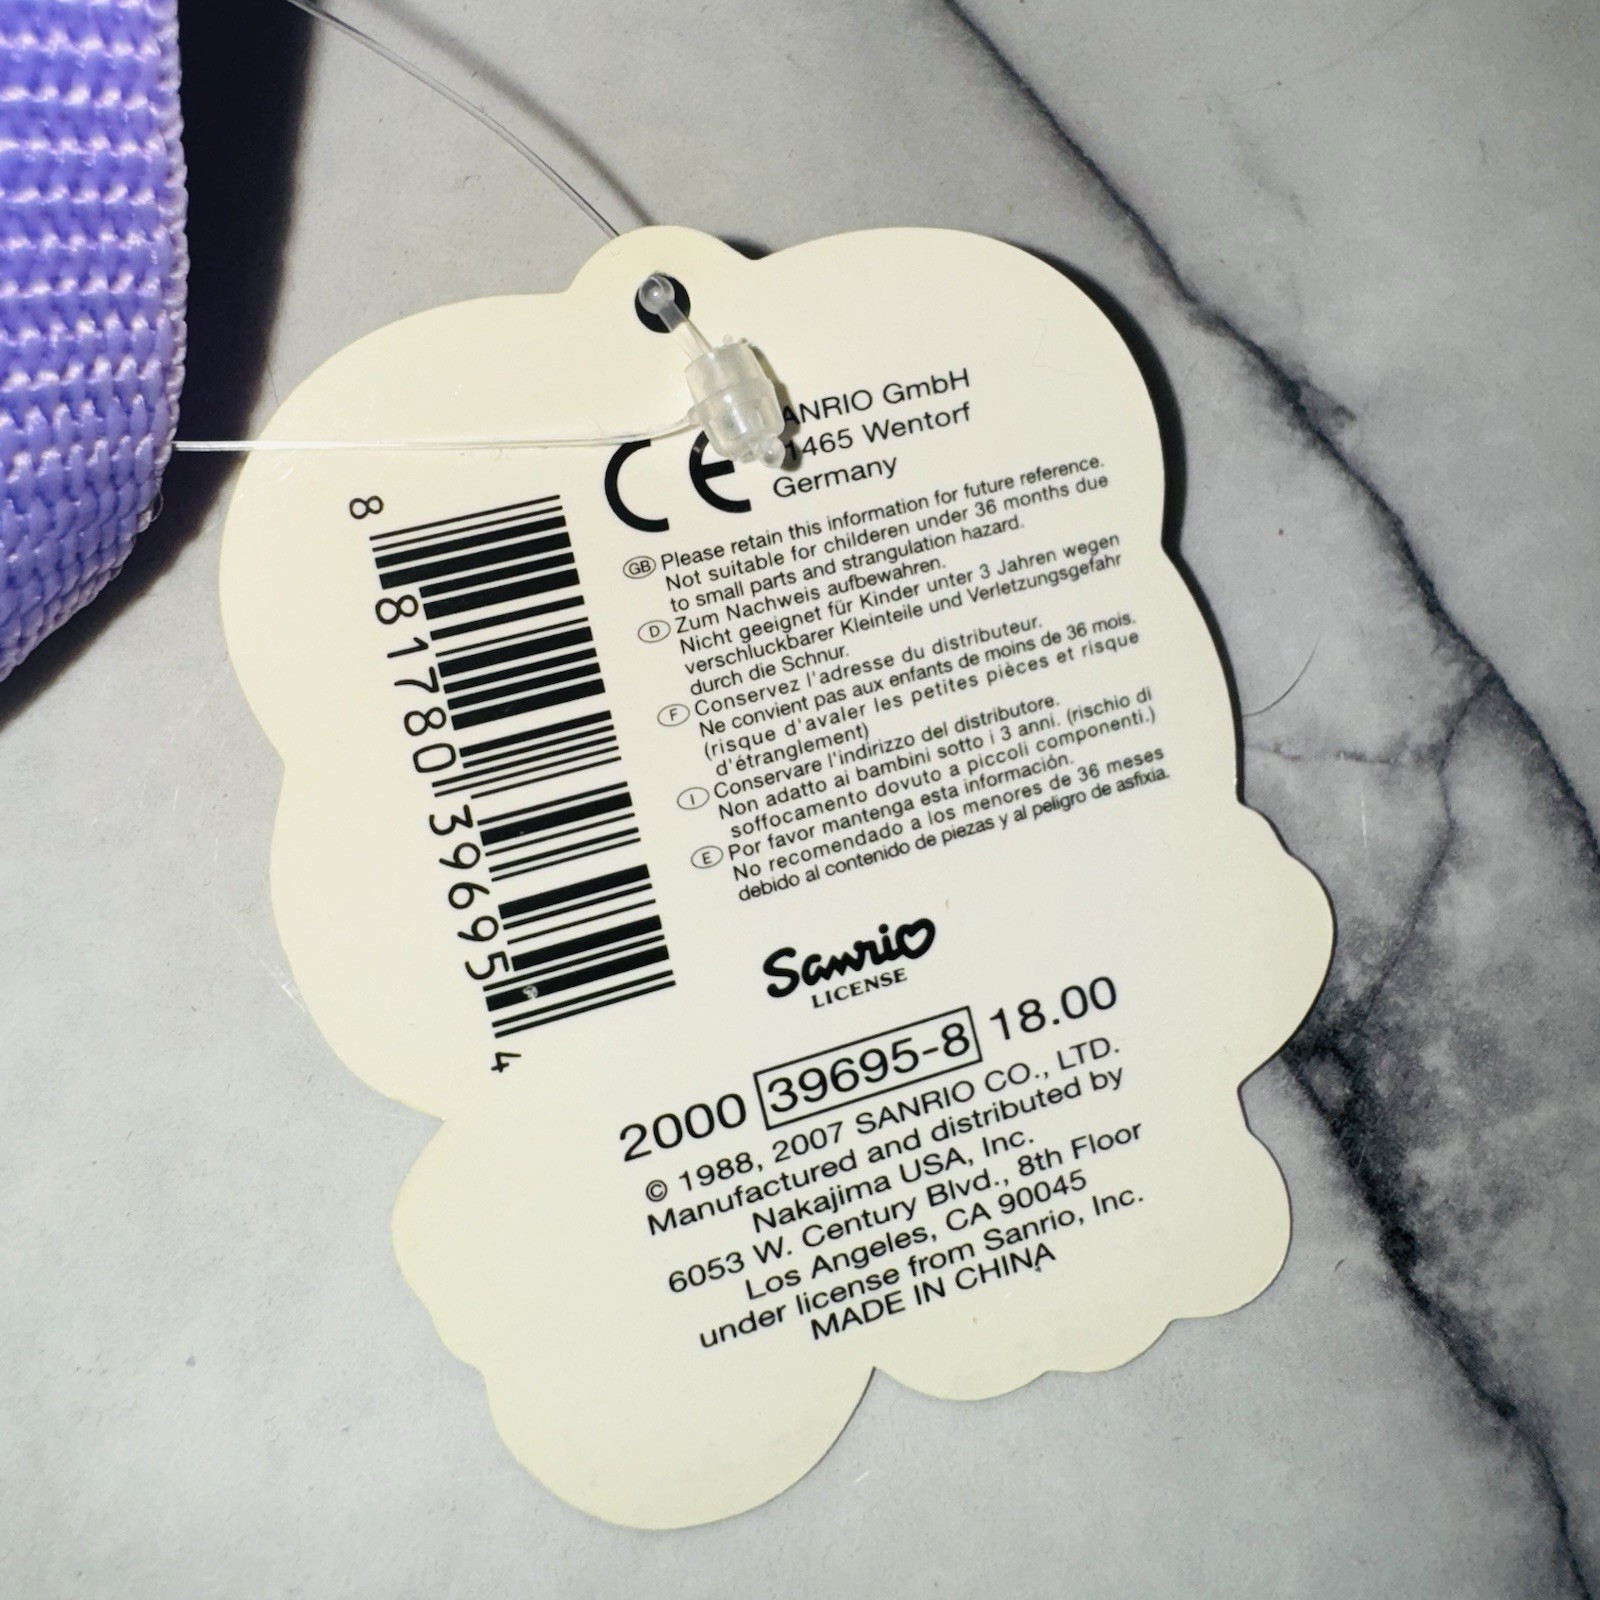 ANRIO GmbH
1465 Wentorf
Germany
CE
GB Please retain this information for future reference.
Not suitable for childeren under 36 months due
to small parts and strangulation hazard.
D Zum Nachweis aufbewahren.
Nicht geeignet für Kinder unter 3 Jahren wegen
verschluckbarer Kleinteile und Verletzungsgefahr
durch die Schnur.
F Conservez l'adresse du distributeur.
Ne convient pas aux enfants de moins de 36 mois.
(risque d'avaler les petites pièces et risque
d'étranglement)
I Conservare l'indirizzo del distributore.
Non adatto ai bambini sotto i 3 anni. (rischio di
soffocamento dovuto a piccoli componenti.)
E Por favor mantenga esta información.
No recomendado a los menores de 36 meses
debido al contenido de piezas y al peligro de asfixia.
8 81780 39695 4
Sanrio
LICENSE
2000 39695-8 18.00
© 1988, 2007 SANRIO CO., LTD.
Manufactured and distributed by
Nakajima USA, Inc.
6053 W. Century Blvd., 8th Floor
Los Angeles, CA 90045
under license from Sanrio, Inc.
MADE IN CHINA